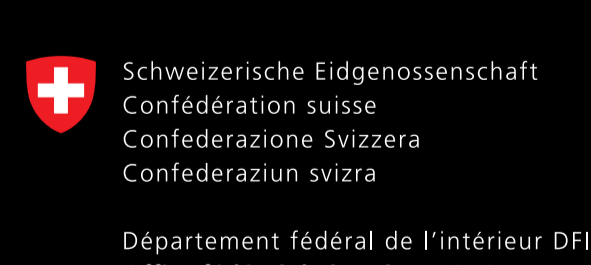 Schweizerische Eidgenossenschaft
Confédération suisse
Confederazione Svizzera
Confederaziun svizra
Département fédéral de l'intérieur DFI